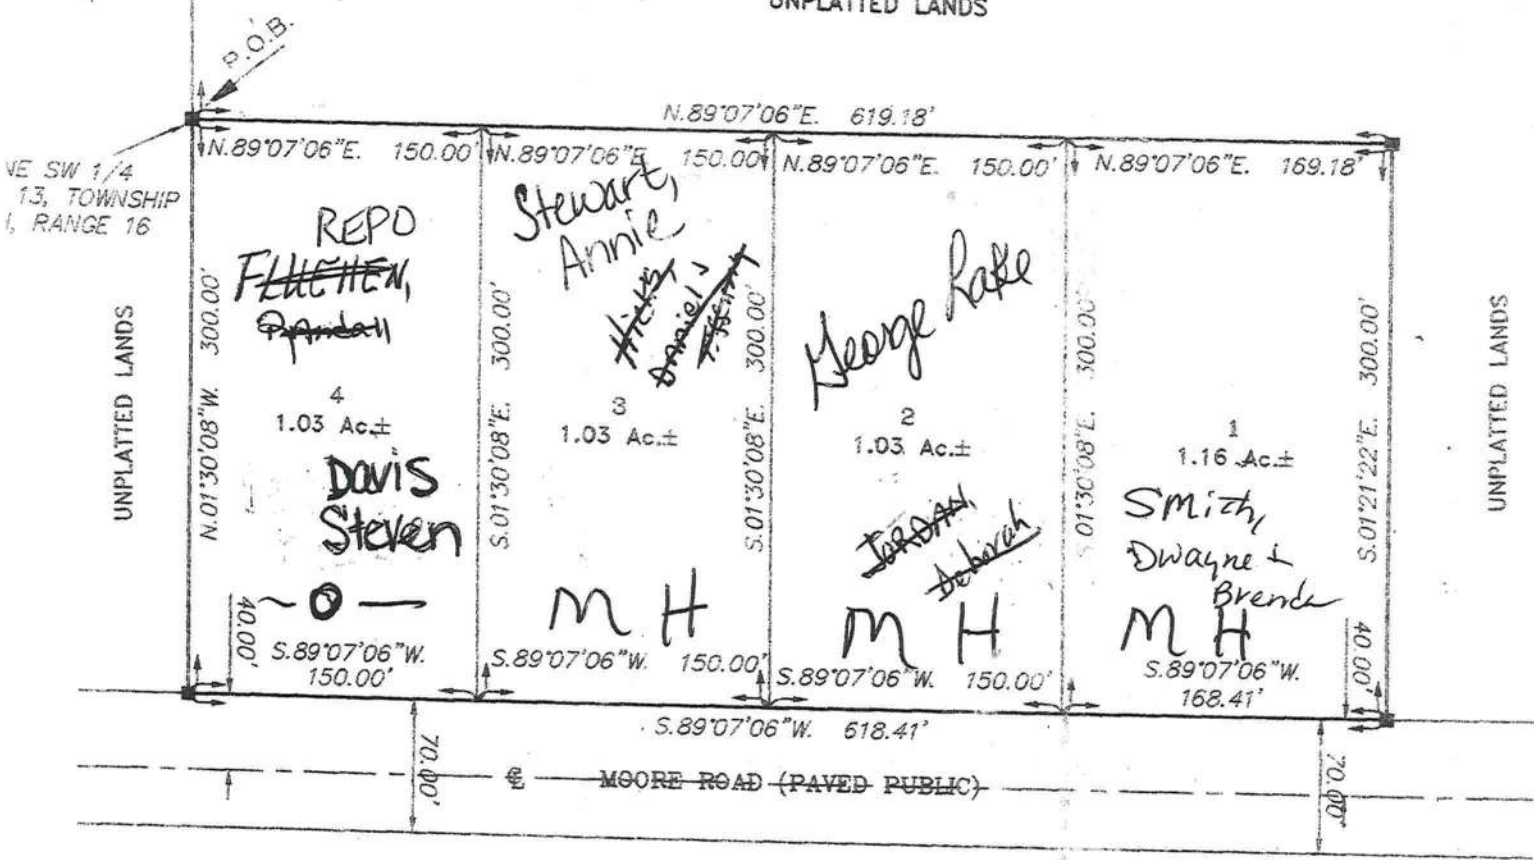 UNPLATTED LANDS
P.O.B.
N.89°07'06"E. 619.18'
N.89°07'06"E. 150.00'
N.89°07'06"E 150.00'
N.89°07'06"E. 150.00'
N.89°07'06"E. 169.18'
NE SW 1/4
13, TOWNSHIP
RANGE 16
UNPLATTED LANDS
N.01°30'08"W. 300.00'
REPO
Randall
4
1.03 Ac.±
Davis
Steven
- O -
40.00'
S.89°07'06"W.
150.00'
S.01°30'08"E. 300.00'
Stewart,
Annie
Hicks,
Daniel &
3
1.03 Ac.±
M H
S.89°07'06"W. 150.00'
S.01°30'08"E. 300.00'
George Lake
2
1.03 Ac.±
JORDAN,
Deborah
M H
S.89°07'06"W. 150.00'
S 01°30'08"E. 300.00'
1
1.16 Ac.±
Smith,
Dwayne &
Brenda
M H
S.89°07'06"W.
168.41'
40.00'
S.01°21'22"E. 300.00'
UNPLATTED LANDS
S.89°07'06"W. 618.41'
70.00'
℄ MOORE ROAD (PAVED PUBLIC)
70.00'